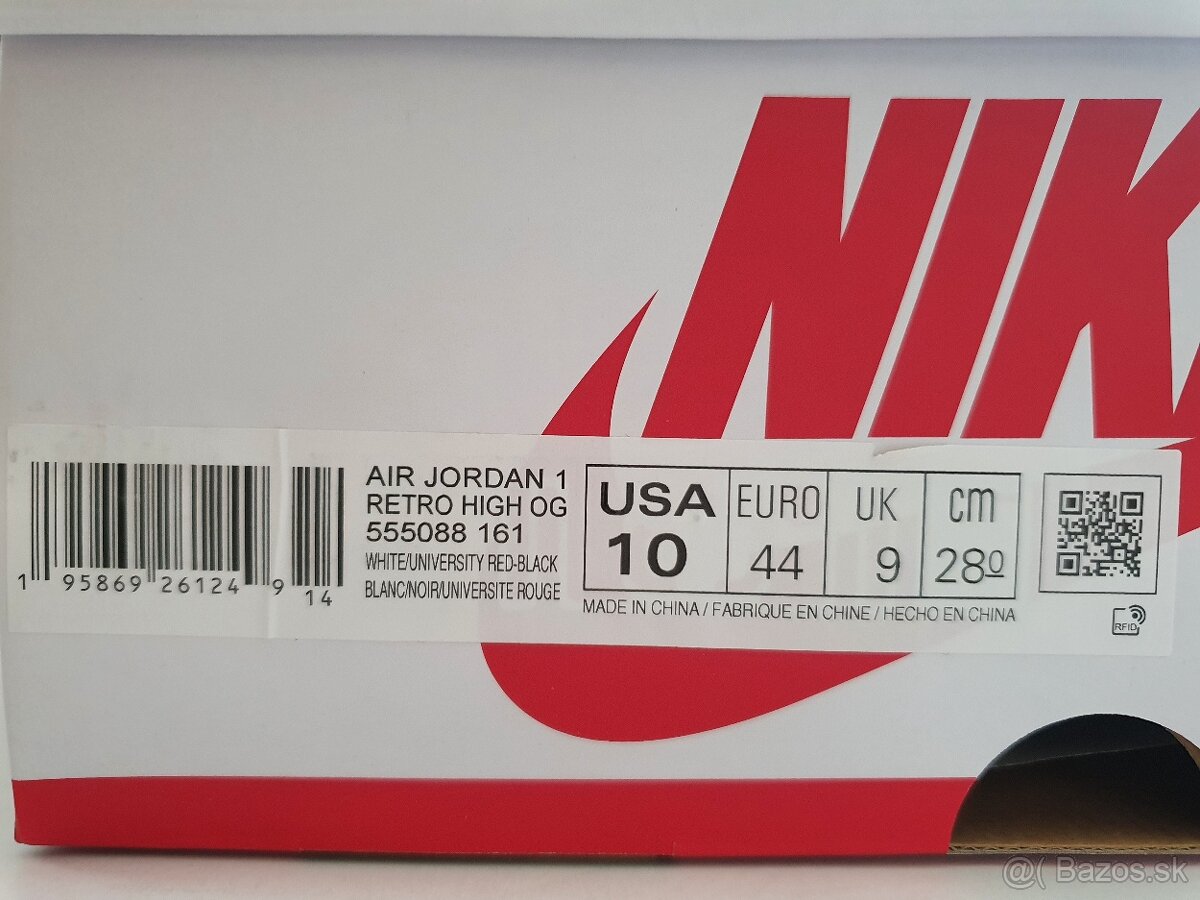 NIK
AIR JORDAN 1
RETRO HIGH OG
555088 161
WHITE/UNIVERSITY RED-BLACK
BLANC/NOIR/UNIVERSITE ROUGE
1 95869 26124 9 14
USA EURO UK cm
10 44 9 280
MADE IN CHINA / FABRIQUE EN CHINE / HECHO EN CHINA
RFID
@( Bazos.sk